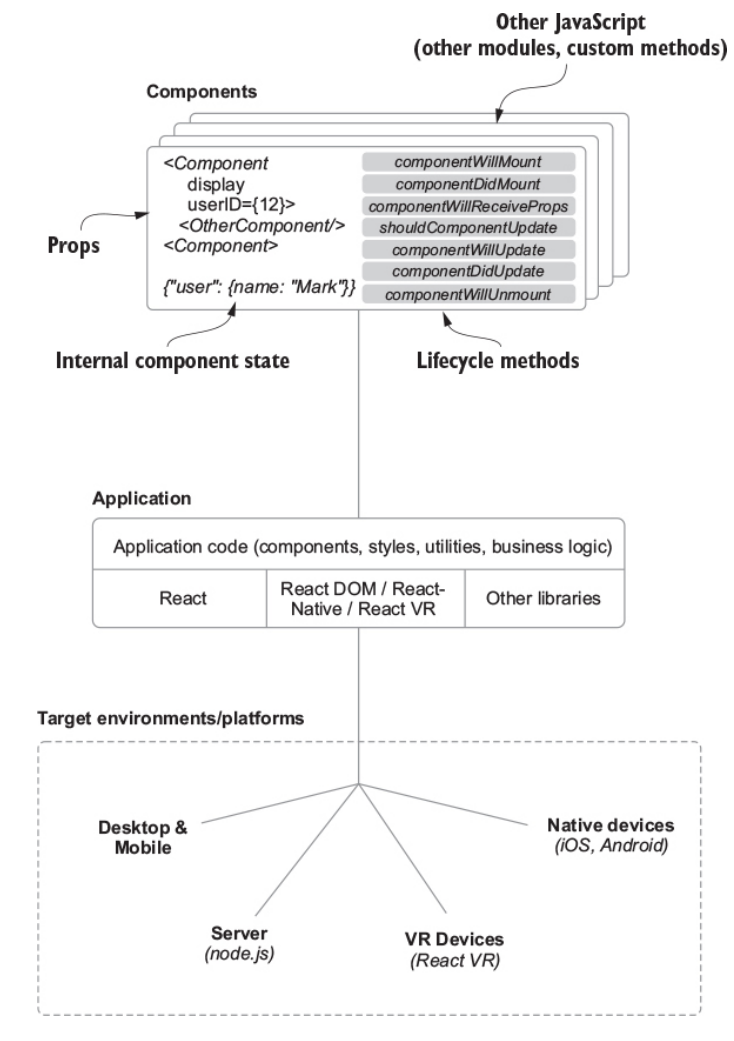 Other JavaScript
(other modules, custom methods)
Components
<Component
display
userID={12}>
<OtherComponent/>
<Component>
{"user": {name: "Mark"}}
componentWillMount
componentDidMount
componentWillReceiveProps
shouldComponentUpdate
componentWillUpdate
componentDidUpdate
componentWillUnmount
Props
Internal component state
Lifecycle methods
Application
Application code (components, styles, utilities, business logic)
React
React DOM / React-
Native / React VR
Other libraries
Target environments/platforms
Desktop &
Mobile
Native devices
(iOS, Android)
Server
(node.js)
VR Devices
(React VR)